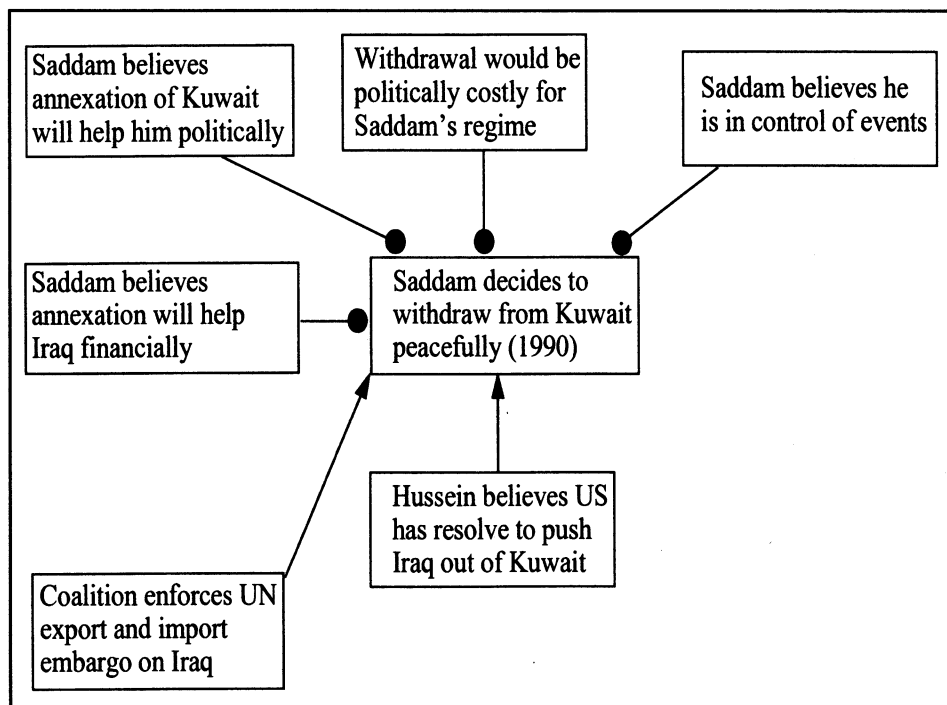 Saddam believes
annexation of Kuwait
will help him politically
Withdrawal would be
politically costly for
Saddam's regime
Saddam believes he
is in control of events
Saddam believes
annexation will help
Iraq financially
Saddam decides to
withdraw from Kuwait
peacefully (1990)
Hussein believes US
has resolve to push
Iraq out of Kuwait
Coalition enforces UN
export and import
embargo on Iraq